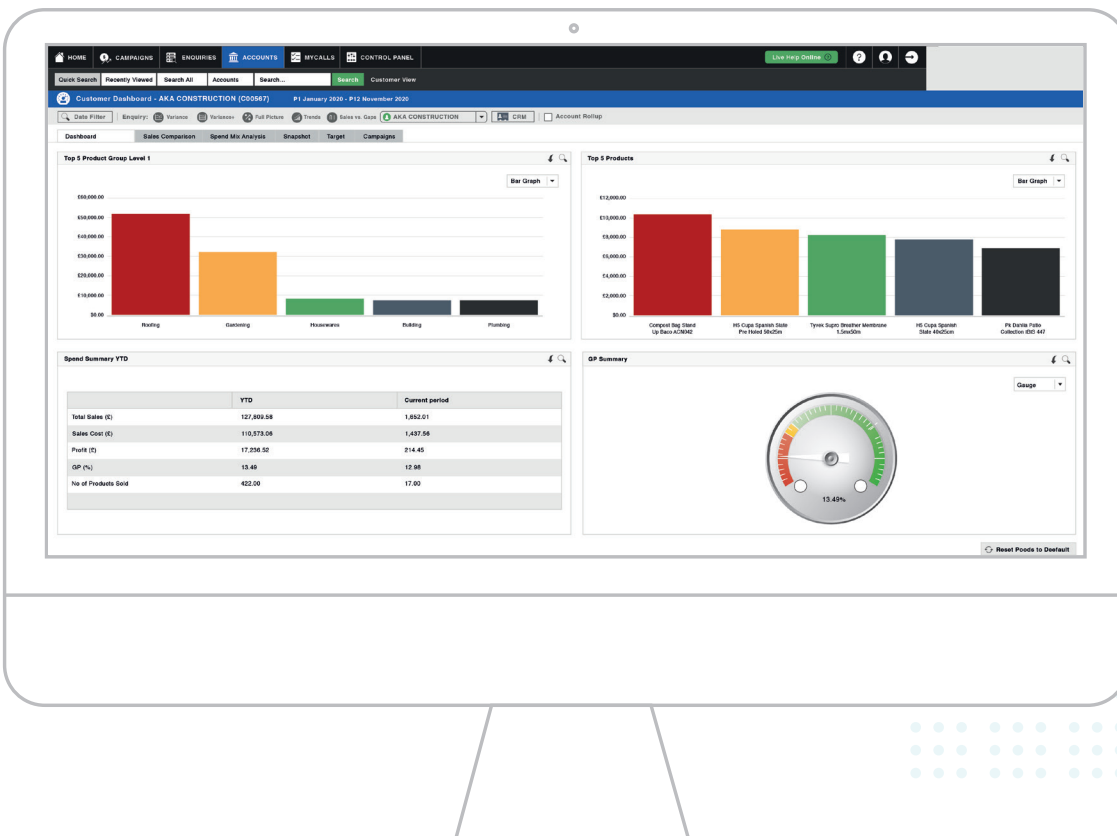 HOME CAMPAIGNS ENQUIRIES ACCOUNTS MYCALLS CONTROL PANEL Live Help Online ?
Quick Search Recently Viewed Search All Accounts Search... Search Customer View
Customer Dashboard - AKA CONSTRUCTION (C00567) P1 January 2020 - P12 November 2020
Date Filter Enquiry: Variance Variance+ Full Picture Trends Sales vs. Gaps AKA CONSTRUCTION CRM Account Rollup
Dashboard Sales Comparison Spend Mix Analysis Snapshot Target Campaigns
Top 5 Product Group Level 1
Bar Graph
£60,000.00
£50,000.00
£40,000.00
£30,000.00
£20,000.00
£10,000.00
£0.00
Roofing Gardening Housewares Building Plumbing
Top 5 Products
Bar Graph
£12,000.00
£10,000.00
£8,000.00
£6,000.00
£4,000.00
£2,000.00
£0.00
Compost Bag Stand H5 Cupa Spanish Slate Tyvek Supro Breather Membrane H5 Cupa Spanish Pk Dahlia Patio
Up Baco ACN042 Pre Holed 50x25m 1.5mx50m Slate 40x25cm Collection
Spend Summary YTD
YTD Current period
Total Sales (£) 127,809.58 1,652.01
Sales Cost (£) 110,573.06 1,437.56
Profit (£) 17,236.52 214.45
GP (%) 13.49 12.98
No of Products Sold 422.00 17.00
GP Summary
Gauge
13.49%
Reset Poods to Deefault